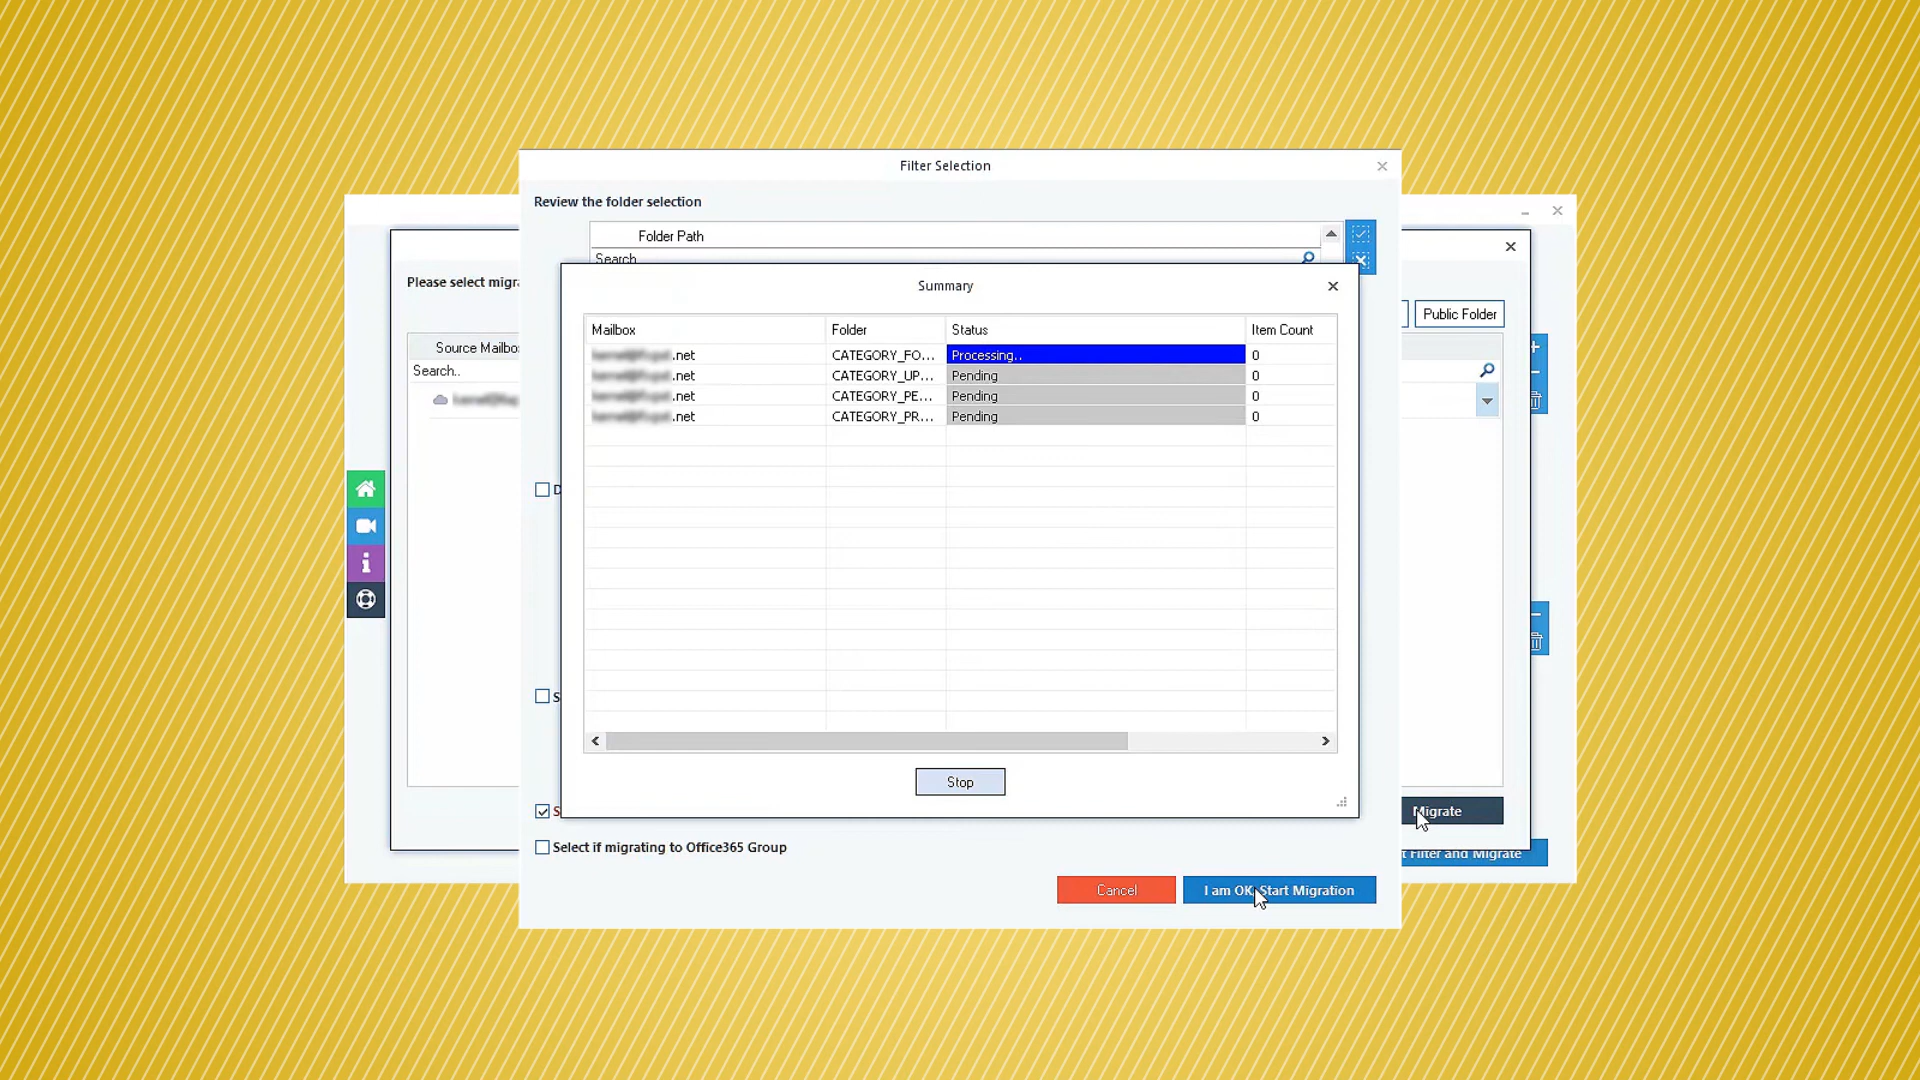 Filter Selection
Review the folder selection
Folder Path
Search
Summary
Please select migra
Public Folder
Mailbox Folder Status Item Count
Source Mailbo
Search..
.net CATEGORY_FO... Processing.. 0
.net CATEGORY_UP... Pending 0
.net CATEGORY_PE... Pending 0
.net CATEGORY_PR... Pending 0
D
S
Stop
S
Migrate
Select if migrating to Office365 Group
t Filter and Migrate
Cancel
I am OK, Start Migration